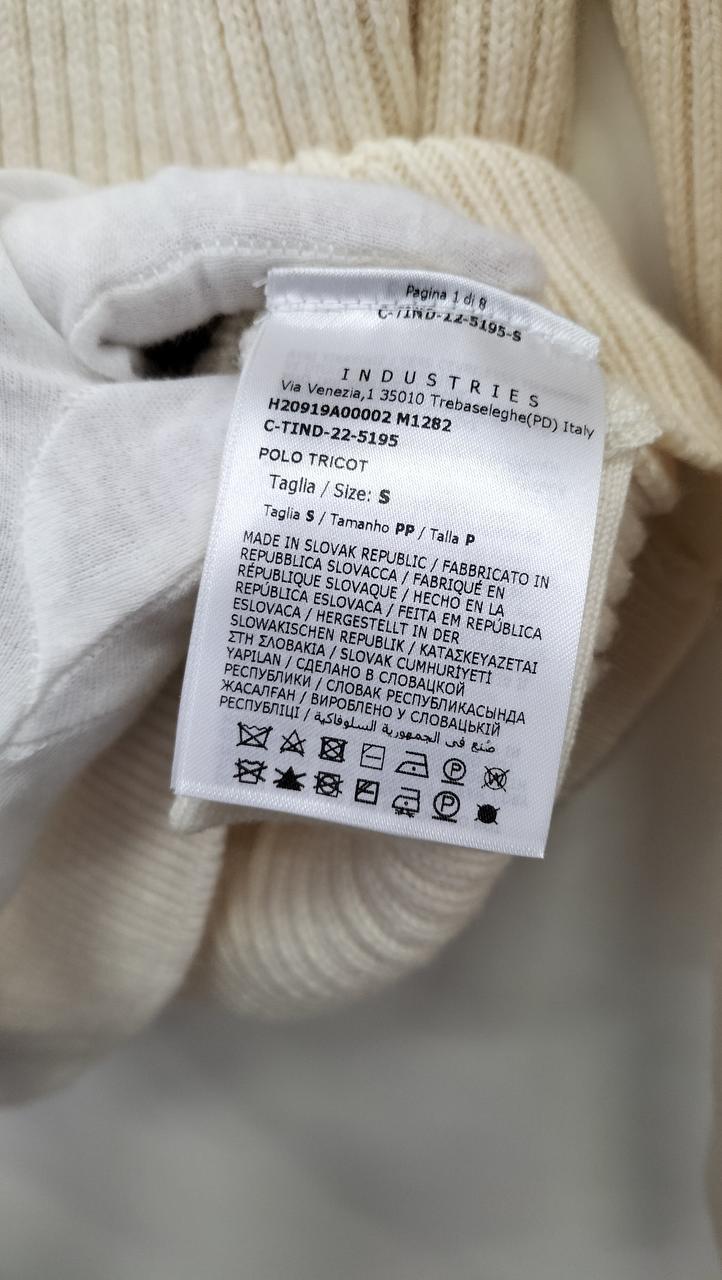 Pagina 1 di 8
C-TIND-22-5195-S
INDUSTRIES
Via Venezia,1 35010 Trebaseleghe(PD) Italy
H20919A00002 M1282
C-TIND-22-5195
POLO TRICOT
Taglia / Size: S
Taglia S / Tamanho PP / Talla P
MADE IN SLOVAK REPUBLIC / FABBRICATO IN
REPUBBLICA SLOVACCA / FABRIQUÉ EN
RÉPUBLIQUE SLOVAQUE / HECHO EN LA
REPÚBLICA ESLOVACA / FEITA EM REPÚBLICA
ESLOVACA / HERGESTELLT IN DER
SLOWAKISCHEN REPUBLIK / ΚΑΤΑΣΚΕΥΑΖΕΤΑΙ
ΣΤΗ ΣΛΟΒΑΚΙΑ / SLOVAK CUMHURİYETİ
YAPILAN / СДЕЛАНО В СЛОВАЦКОЙ
РЕСПУБЛИКИ / СЛОВАК РЕСПУБЛИКАСЫНДА
ЖАСАЛҒАН / ВИРОБЛЕНО У СЛОВАЦЬКІЙ
РЕСПУБЛІЦІ / صُنع في الجمهورية السلوفاكية